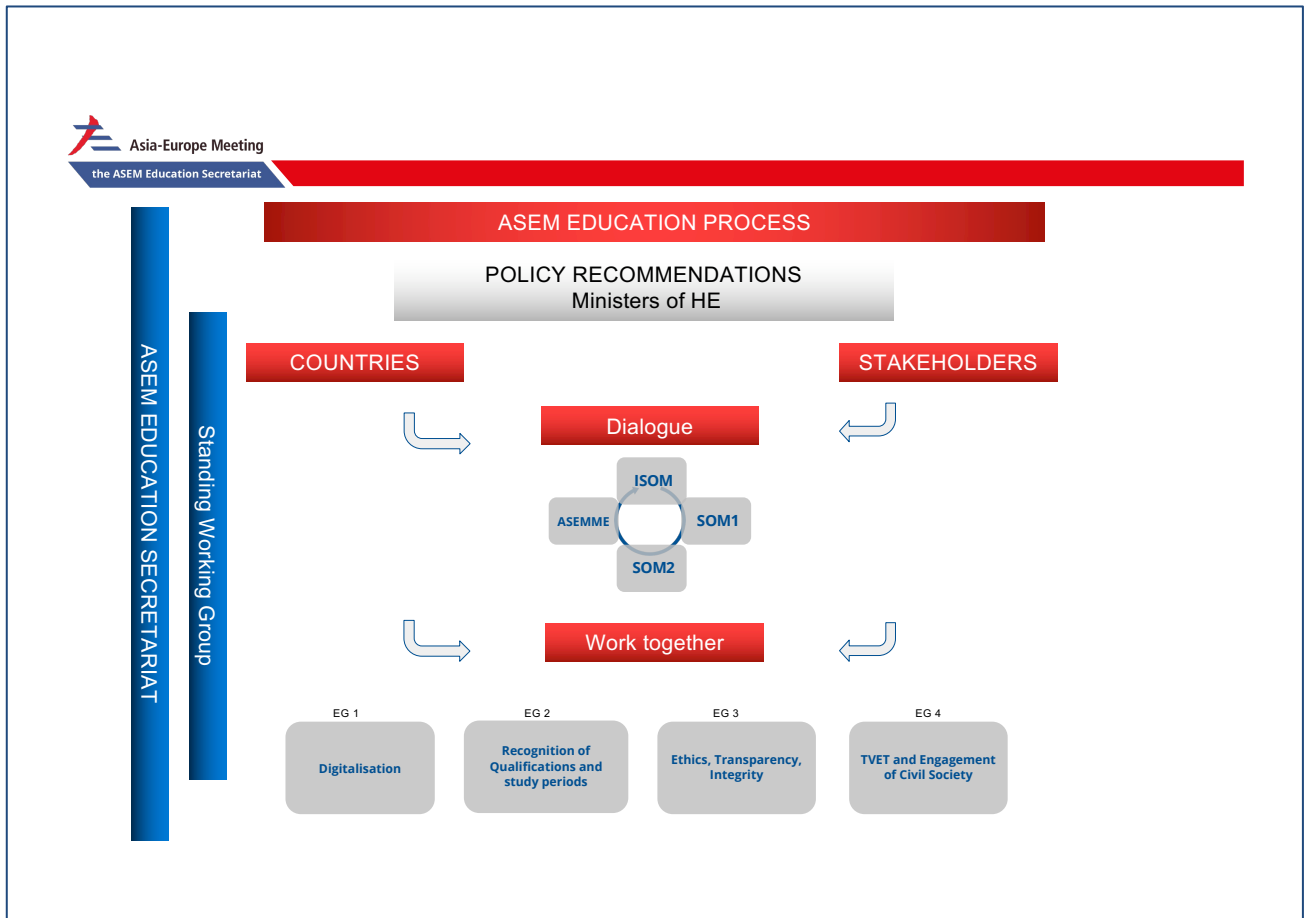 Asia-Europe Meeting
the ASEM Education Secretariat
ASEM EDUCATION PROCESS
POLICY RECOMMENDATIONS
Ministers of HE
ASEM EDUCATION SECRETARIAT
Standing Working Group
COUNTRIES
STAKEHOLDERS
Dialogue
ISOM
ASEMME
SOM1
SOM2
Work together
EG 1
Digitalisation
EG 2
Recognition of
Qualifications and
study periods
EG 3
Ethics, Transparency,
Integrity
EG 4
TVET and Engagement
of Civil Society